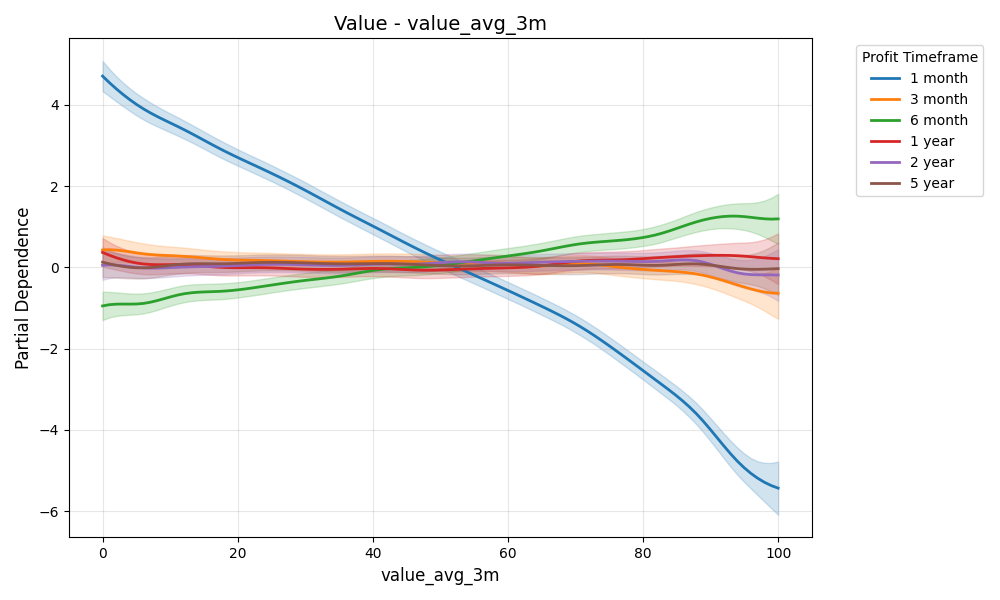 Value - value_avg_3m
Profit Timeframe
1 month
3 month
6 month
1 year
2 year
5 year
Partial Dependence
4
2
0
−2
−4
−6
0
20
40
60
80
100
value_avg_3m